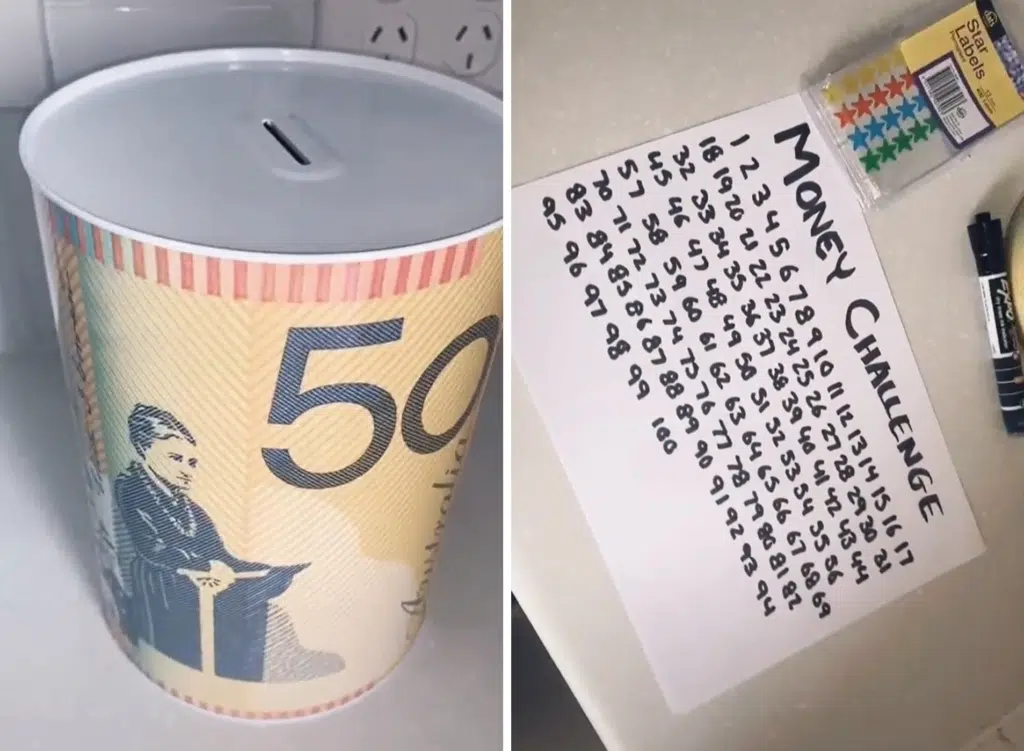 50
Australia
MONEY CHALLENGE
1 2 3 4 5 6 7 8 9 10 11 12 13 14 15 16 17
18 19 20 21 22 23 24 25 26 27 28 29 30 31
32 33 34 35 36 37 38 39 40 41 42 43 44
45 46 47 48 49 50 51 52 53 54 55 56
57 58 59 60 61 62 63 64 65 66 67 68 69
70 71 72 73 74 75 76 77 78 79 80 81 82
83 84 85 86 87 88 89 90 91 92 93 94
95 96 97 98 99 100
Star
Labels
EXPO